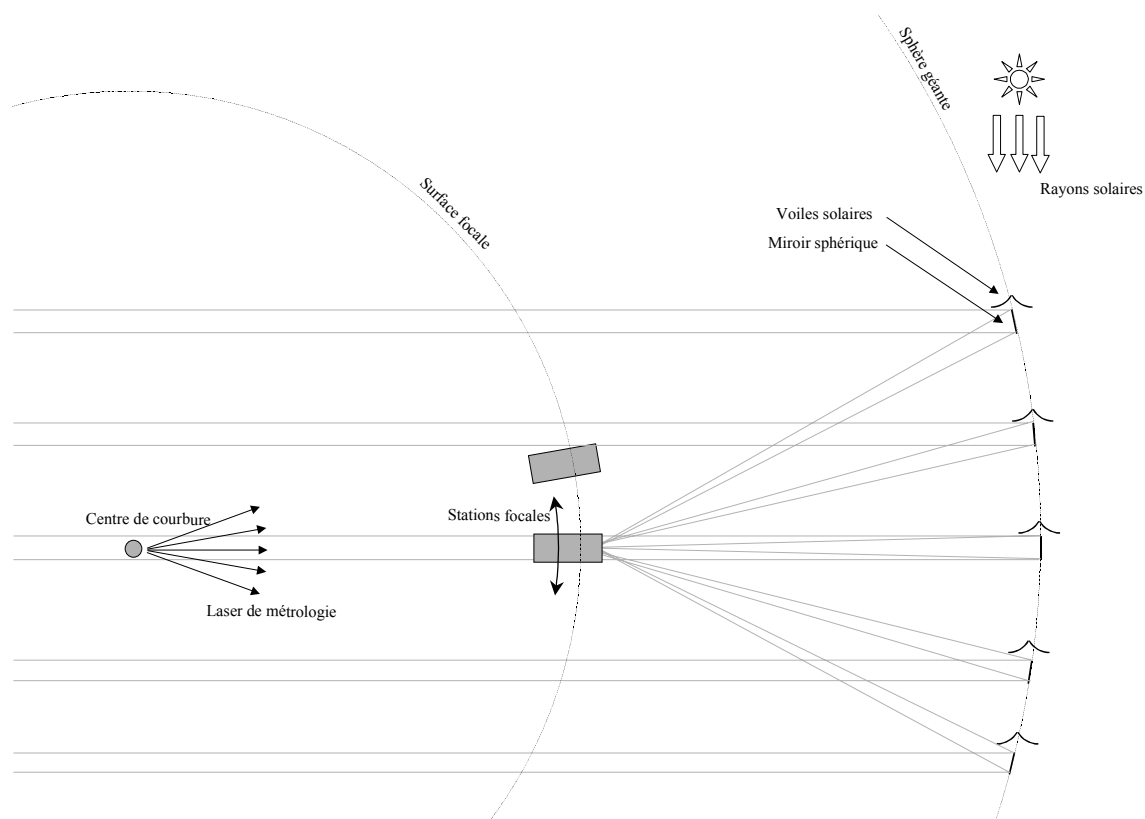 Sphère géante
Rayons solaires
Surface focale
Voiles solaires
Miroir sphérique
Stations focales
Centre de courbure
Laser de métrologie